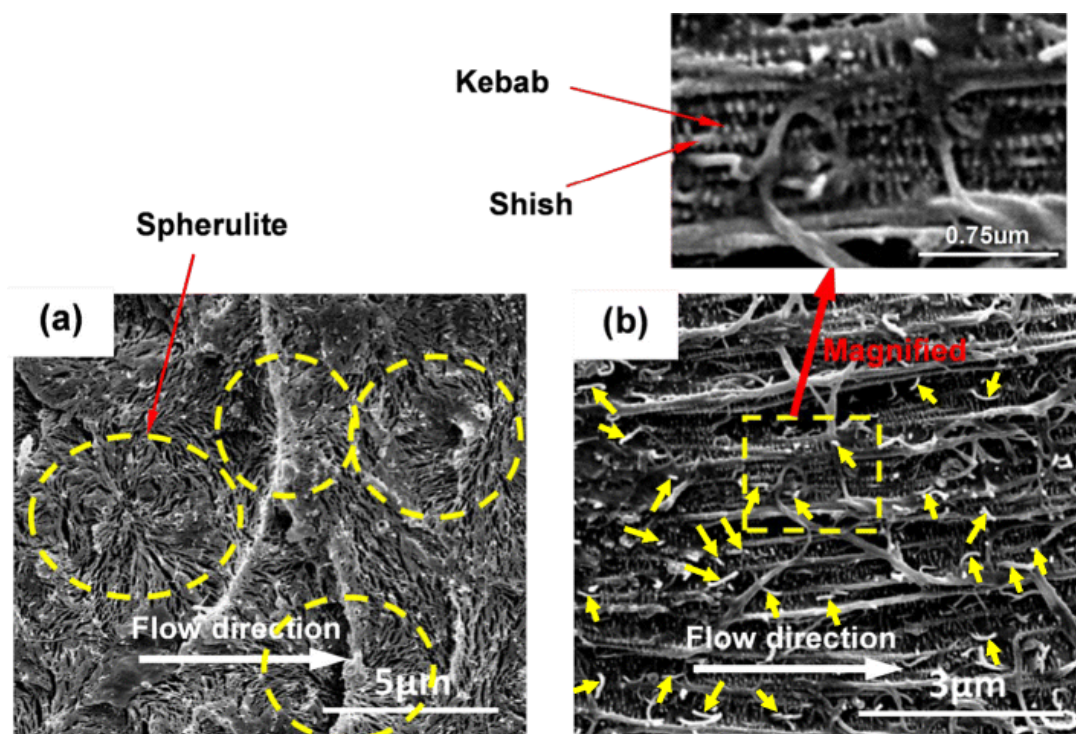 Kebab
Shish
0.75um
Spherulite
(a)
Flow direction
5μm
(b)
Magnified
Flow direction
3μm